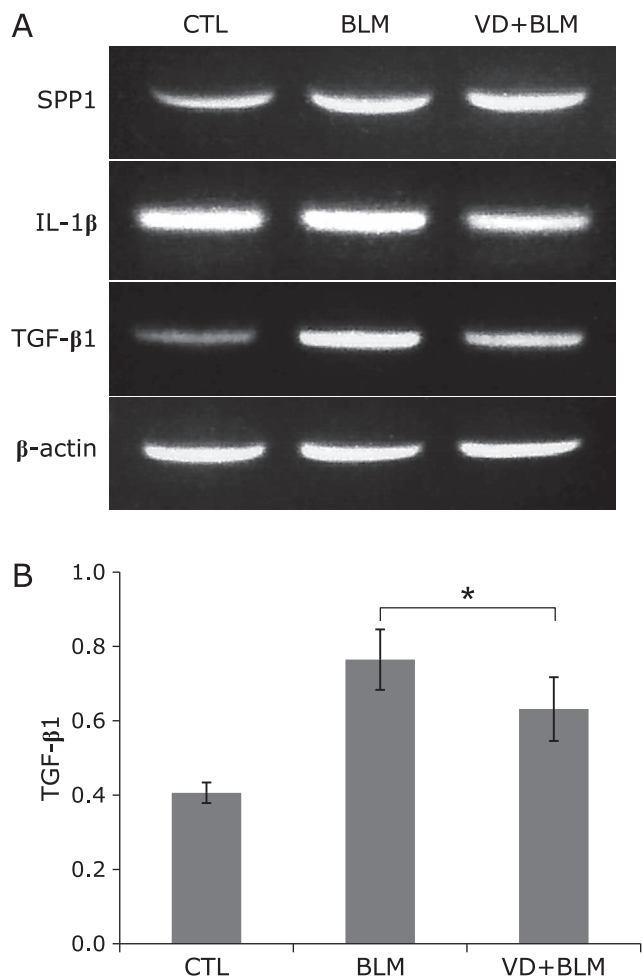 A
CTL BLM VD+BLM
SPP1
IL-1β
TGF-β1
β-actin
B
1.0
*
0.8
0.6
TGF-β1
0.4
0.2
0.0
CTL BLM VD+BLM